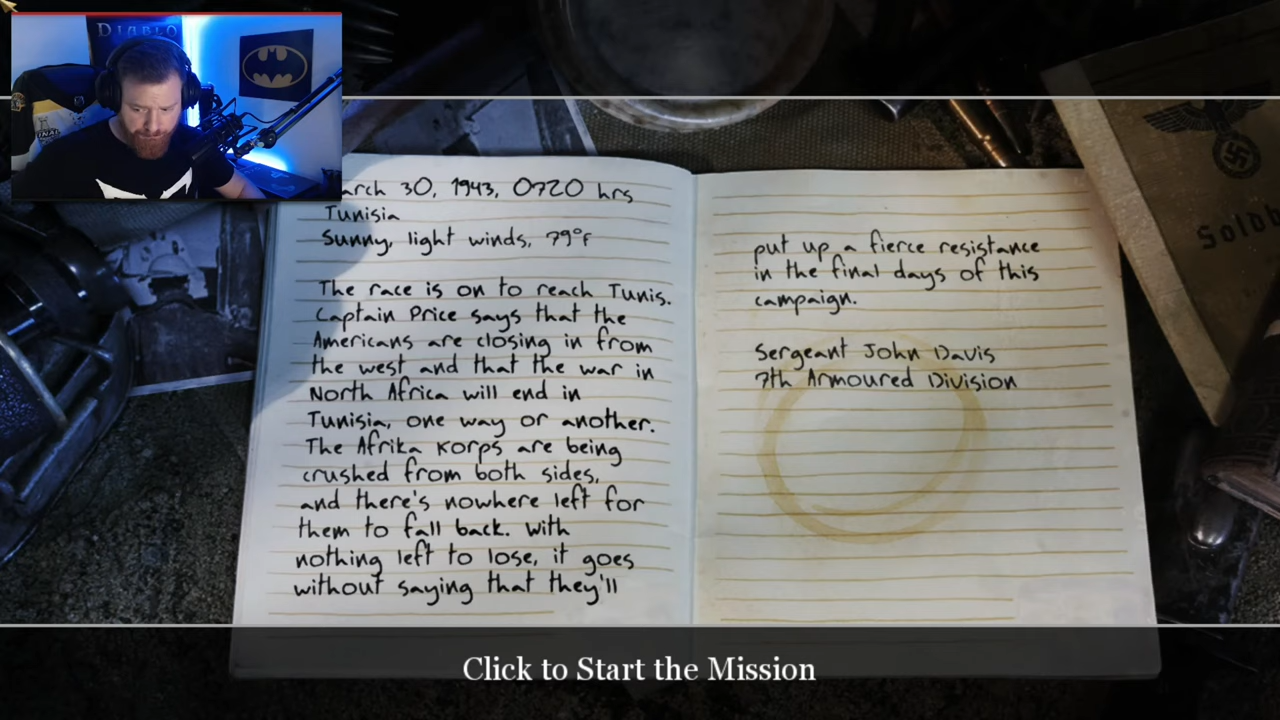 DIABLO
arch 30, 1943, 0720 hrs
Tunisia
Sunny, light winds, 79°F
The race is on to reach Tunis.
Captain Price says that the
Americans are closing in from
the west and that the war in
North Africa will end in
Tunisia, one way or another.
The Afrika Korps are being
crushed from both sides,
and there's nowhere left for
them to fall back. With
nothing left to lose, it goes
without saying that they'll
put up a fierce resistance
in the final days of this
campaign.
Sergeant John Davis
7th Armoured Division
Soldb
Click to Start the Mission